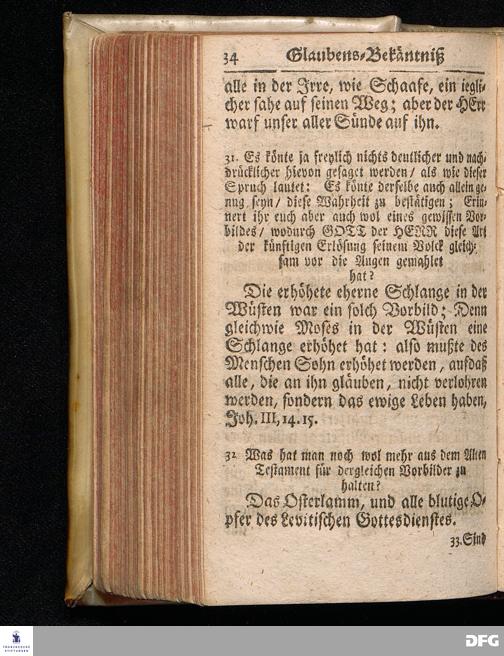 34 Glaubens-Bekäntniß
alle in der Irre, wie Schaafe, ein iegli-
cher sahe auf seinen Weg; aber der HErr
warf unser aller Sünde auf ihn.
31. Es könte ja freylich nichts deutlicher und nach-
drücklicher hievon gesaget werden/ als wie dieser
Spruch lautet: Es könte derselbe auch allein ge-
nug seyn/ diese Wahrheit zu bestätigen; Erin-
nert ihr euch aber auch wol eines gewissen Vor-
bildes/ wodurch GOTT der HERR diese Art
der künftigen Erlösung seinem Volck gleich-
sam vor die Augen gemahlet
hat?
Die erhöhete eherne Schlange in der
Wüsten war ein solch Vorbild; Denn
gleichwie Moses in der Wüsten eine
Schlange erhöhet hat: also mußte des
Menschen Sohn erhöhet werden, aufdaß
alle, die an ihn gläuben, nicht verlohren
werden, sondern das ewige Leben haben,
Joh. III, 14. 15.
32. Was hat man noch wol mehr aus dem Alten
Testament für dergleichen Vorbilder zu
halten?
Das Osterlamm, und alle blutige O-
pfer des Levitischen Gottesdienstes.
33. Sind
FRANCKESCHE
STIFTUNGEN
DFG